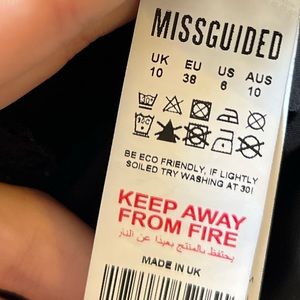 MISSGUIDED
UK EU US AUS
10 38 6 10
BE ECO FRIENDLY, IF LIGHTLY
SOILED TRY WASHING AT 30!
KEEP AWAY
FROM FIRE
يحتفظ بالمنتج بعيدا عن النار
MADE IN UK